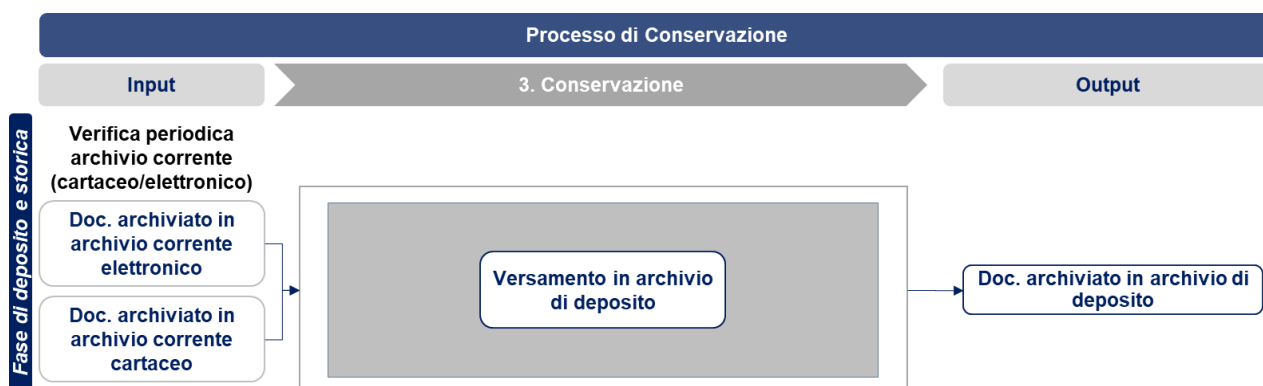 Processo di Conservazione
Input
3. Conservazione
Output
Fase di deposito e storica
Verifica periodica
archivio corrente
(cartaceo/elettronico)
Doc. archiviato in
archivio corrente
elettronico
Doc. archiviato in
archivio corrente
cartaceo
Versamento in archivio
di deposito
Doc. archiviato in archivio di
deposito